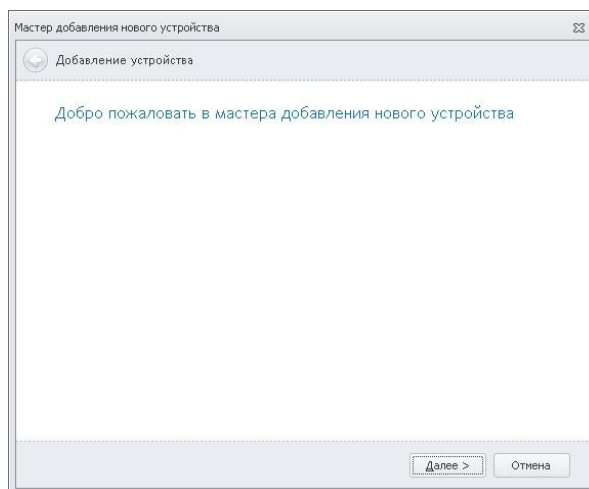 Мастер добавления нового устройства
Добавление устройства
Добро пожаловать в мастера добавления нового устройства
Далее >
Отмена